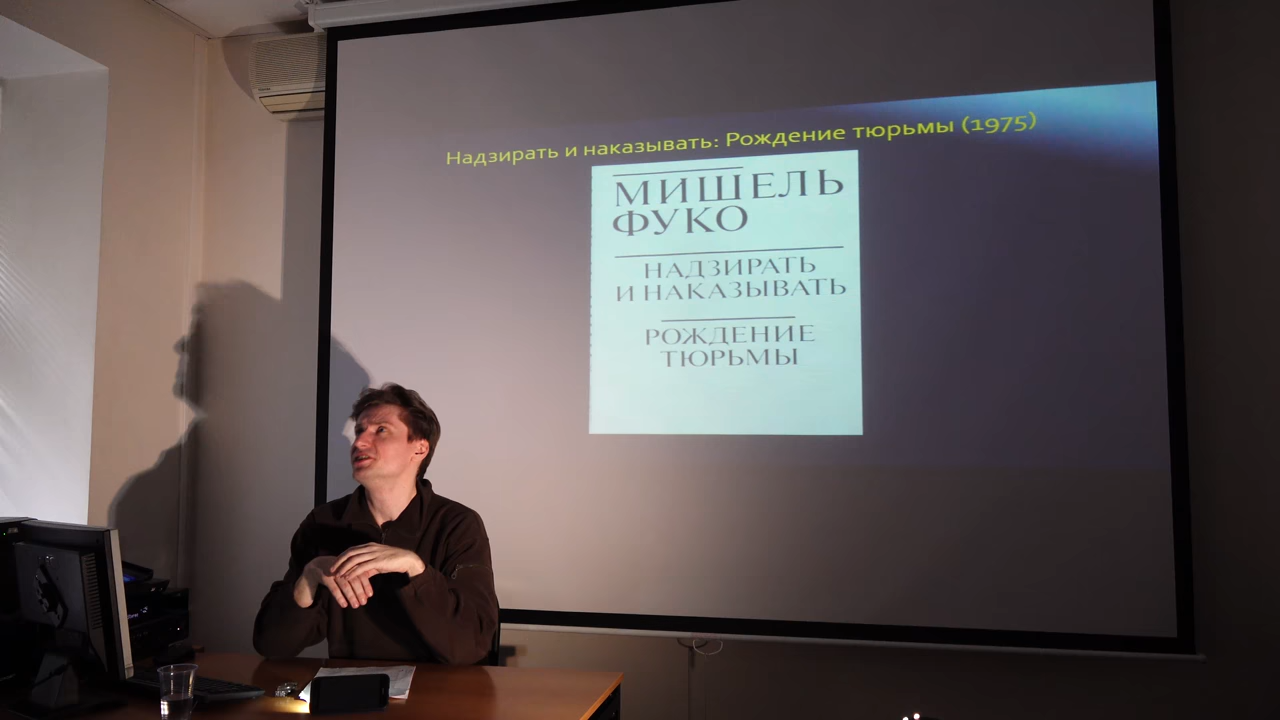 Надзирать и наказывать: Рождение тюрьмы (1975)
МИШЕЛЬ
ФУКО
НАДЗИРАТЬ
И НАКАЗЫВАТЬ
РОЖДЕНИЕ
ТЮРЬМЫ